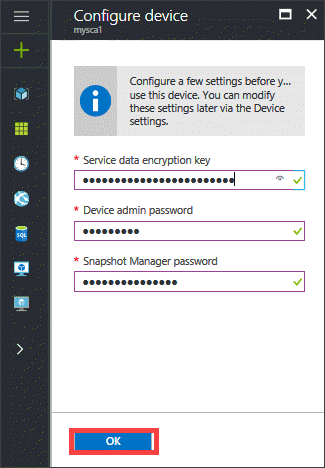 Configure device
mysca1
Configure a few settings before y...
use this device. You can modify
these settings later via the Device
settings.
* Service data encryption key
●●●●●●●●●●●●●●●●●●●●●●●●
* Device admin password
●●●●●●●●●
* Snapshot Manager password
●●●●●●●●●●●●●●●
SQL
OK